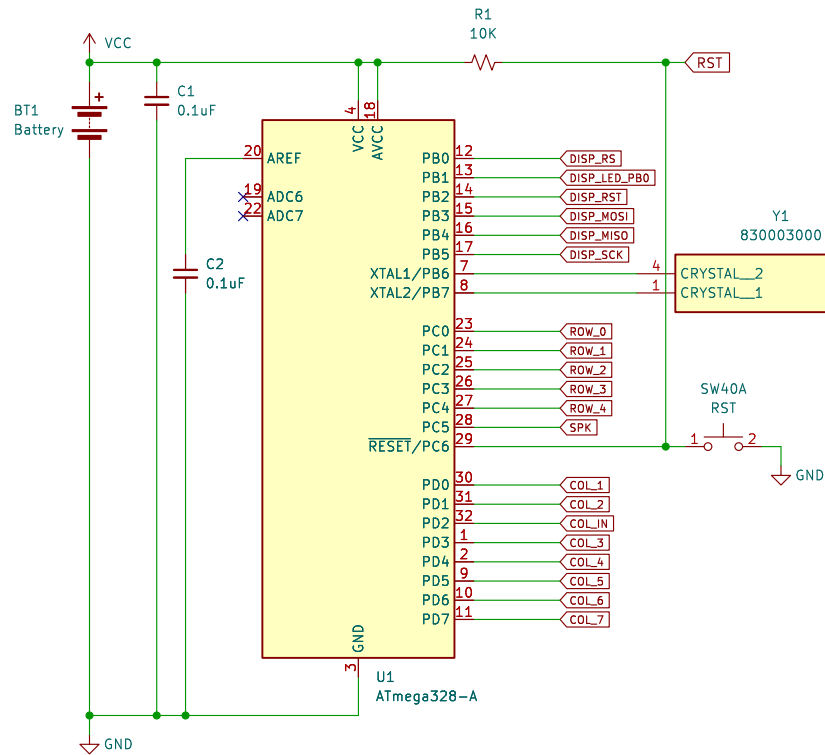 R1
10K
VCC
RST
C1
0.1uF
BT1
Battery
+
4
VCC
18
AVCC
20 AREF
19 ADC6
22 ADC7
C2
0.1uF
PB0 12 DISP_RS
PB1 13 DISP_LED_PB0
PB2 14 DISP_RST
PB3 15 DISP_MOSI
PB4 16 DISP_MISO
PB5 17 DISP_SCK
XTAL1/PB6 7
XTAL2/PB7 8
Y1
830003000
4 CRYSTAL__2
1 CRYSTAL__1
PC0 23 ROW_0
PC1 24 ROW_1
PC2 25 ROW_2
PC3 26 ROW_3
PC4 27 ROW_4
PC5 28 SPK
RESET/PC6 29
SW40A
RST
1 2
GND
PD0 30 COL_1
PD1 31 COL_2
PD2 32 COL_IN
PD3 1 COL_3
PD4 2 COL_4
PD5 9 COL_5
PD6 10 COL_6
PD7 11 COL_7
GND
3
U1
ATmega328-A
GND